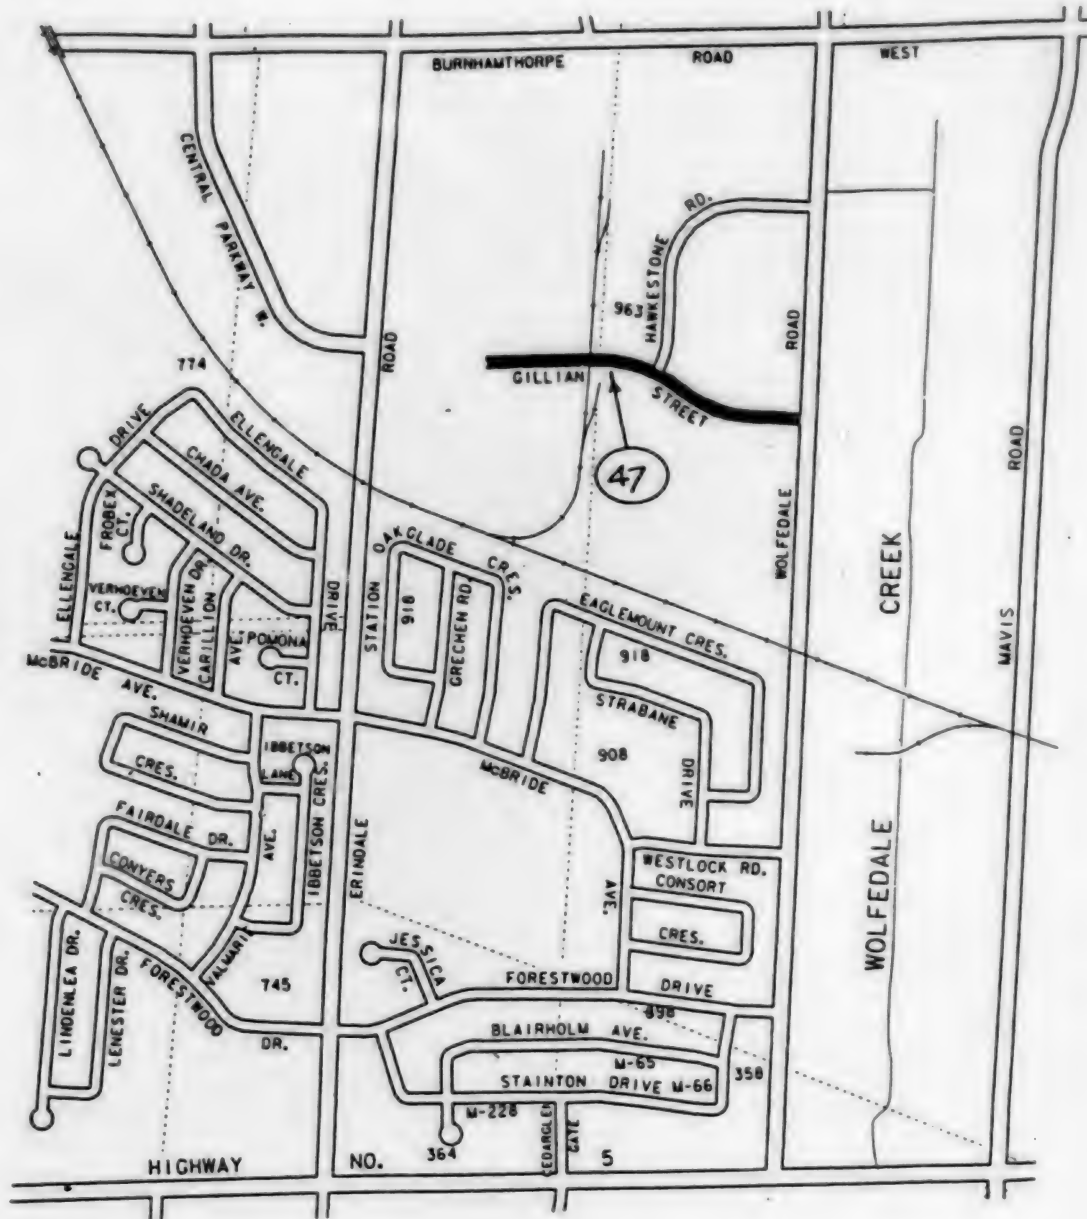 BURNHAMTHORPE ROAD WEST
CENTRAL PARKWAY W.
HAWKESTONE RD.
963
ROAD
ROAD
GILLIAN STREET
774
47
ELLENGALE DRIVE
ELLENGALE
DRIVE
CHADA AVE.
SHADELAND DR.
FROBEX CT.
VERHOEVEN CT.
VERHOEVEN DR.
CARILLION AVE.
POMONA CT.
STATION
OAKGLADE CRES.
918
GRECHEN RD.
EAGLEMOUNT CRES.
918
STRABANE DRIVE
908
WOLFEDALE
CREEK
MAVIS
ROAD
McBRIDE AVE.
SHAMIR CRES.
IBBETSON LANE
IBBETSON CRES.
McBRIDE AVE.
FAIRDALE DR.
CONYERS CRES.
AVE.
VALMARIE
ERINDALE
WESTLOCK RD.
CONSORT CRES.
WOLFEDALE
LINDENLEA DR.
LENESTER DR.
FORESTWOOD DR.
745
JESSICA CT.
FORESTWOOD DRIVE
898
BLAIRHOLM AVE.
M-65
STAINTON DRIVE M-66
358
M-228
CEDARGLEN GATE
364
HIGHWAY NO. 5